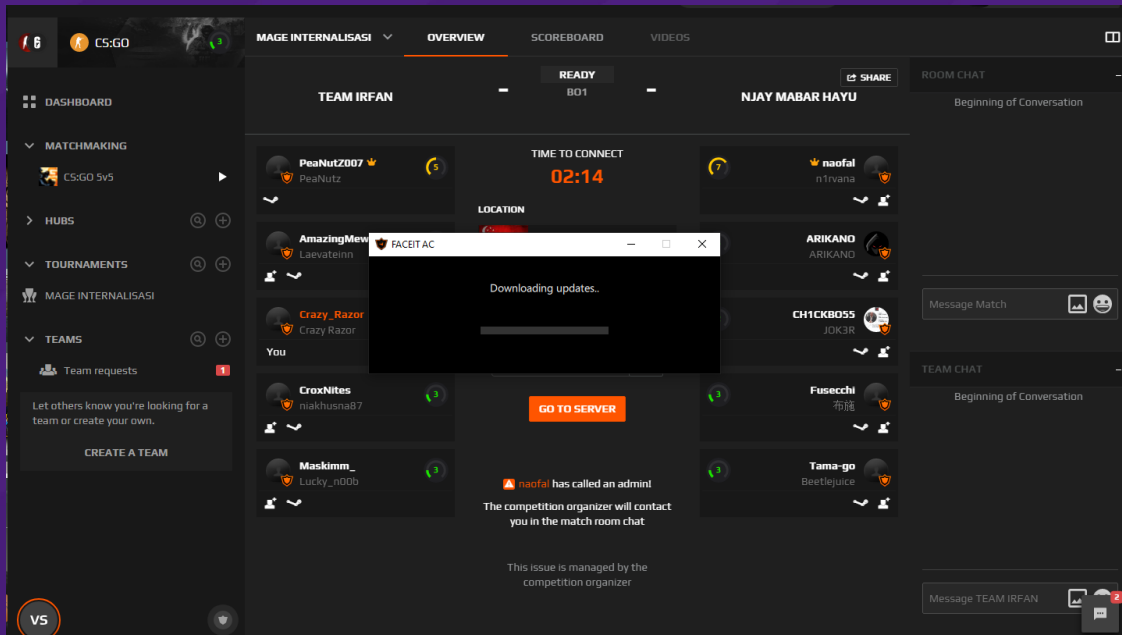 6
CS:GO
3
DASHBOARD
MATCHMAKING
CS:GO 5v5
HUBS
TOURNAMENTS
MAGE INTERNALISASI
TEAMS
Team requests
1
Let others know you're looking for a
team or create your own.
CREATE A TEAM
VS
MAGE INTERNALISASI
OVERVIEW
SCOREBOARD
VIDEOS
TEAM IRFAN
-
READY
BO1
-
SHARE
NJAY MABAR HAYU
PeaNutZ007
PeaNutz
5
AmazingMew
Laevateinn
Crazy_Razor
Crazy Razor
You
CroxNites
niakhusna87
3
Maskimm_
Lucky_n00b
3
TIME TO CONNECT
02:14
LOCATION
FACEIT AC
Downloading updates..
GO TO SERVER
naofal has called an admin!
The competition organizer will contact
you in the match room chat
This issue is managed by the
competition organizer
7
naofal
n1rvana
ARIKANO
ARIKANO
CH1CKBO55
JOK3R
3
Fusecchi
布施
3
Tama-go
Beetlejuice
ROOM CHAT
Beginning of Conversation
Message Match
TEAM CHAT
Beginning of Conversation
Message TEAM IRFAN
2